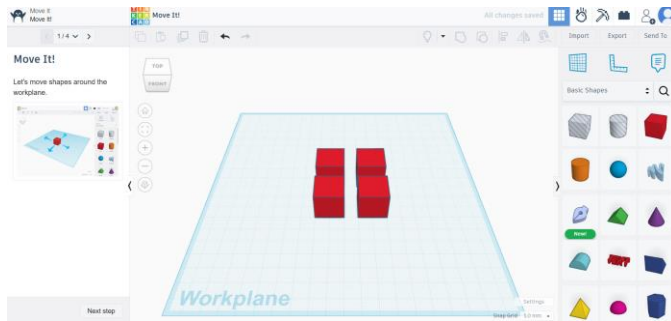 Move It
Move It!
Move It!
All changes saved
1/4
Import
Export
Send To
Move It!
Let's move shapes around the
workplane.
TOP
FRONT
Basic Shapes
New!
Workplane
Settings
Snap Grid
Next step